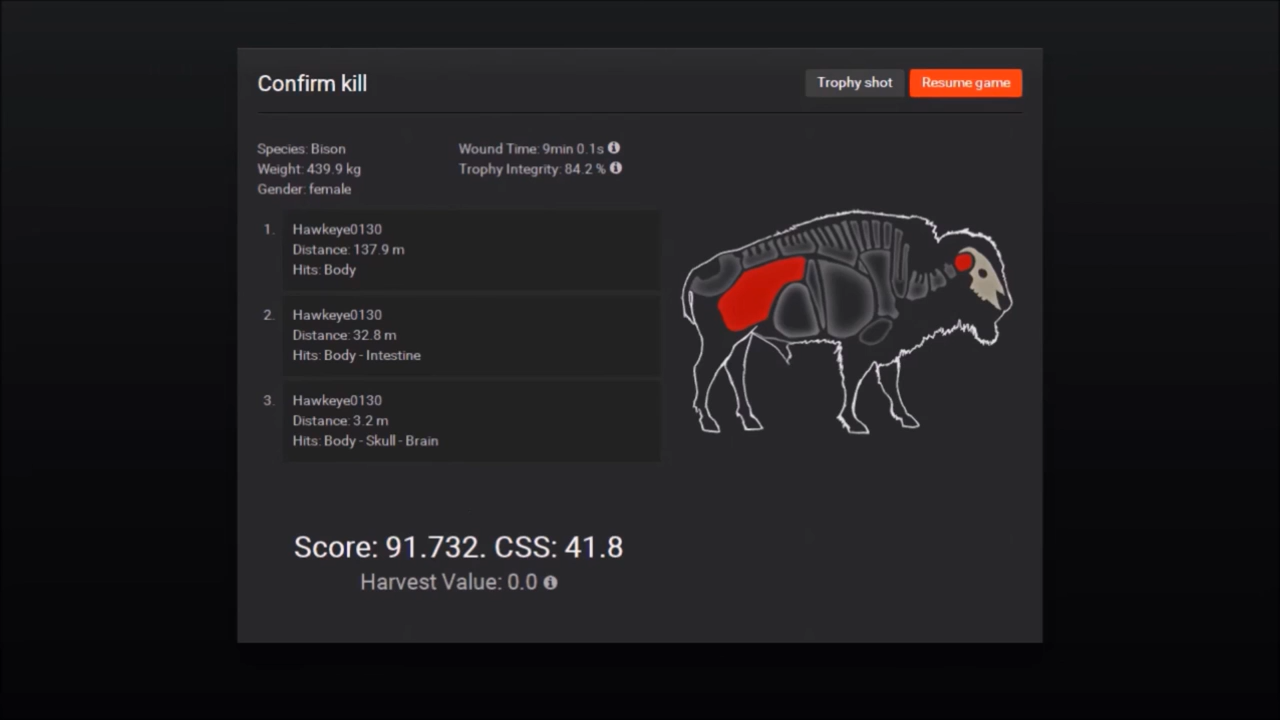 Confirm kill
Trophy shot
Resume game
Species: Bison
Weight: 439.9 kg
Gender: female
Wound Time: 9min 0.1s
Trophy Integrity: 84.2 %
1.
Hawkeye0130
Distance: 137.9 m
Hits: Body
2.
Hawkeye0130
Distance: 32.8 m
Hits: Body - Intestine
3.
Hawkeye0130
Distance: 3.2 m
Hits: Body - Skull - Brain
Score: 91.732. CSS: 41.8
Harvest Value: 0.0